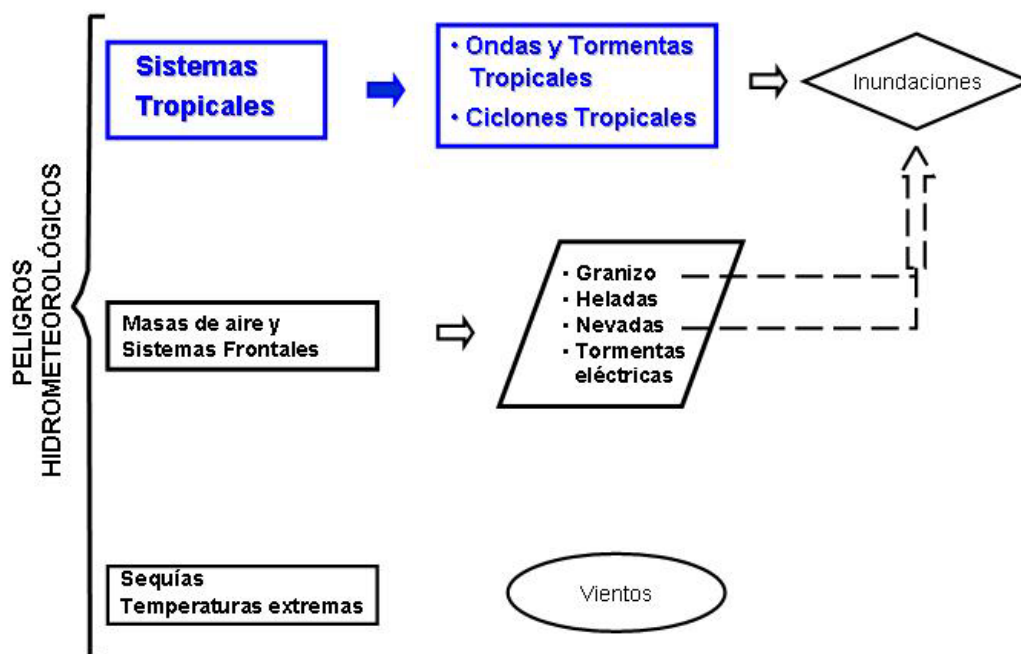 PELIGROS
HIDROMETEOROLÓGICOS
Sistemas
Tropicales
• Ondas y Tormentas
Tropicales
• Ciclones Tropicales
Inundaciones
Masas de aire y
Sistemas Frontales
• Granizo
• Heladas
• Nevadas
• Tormentas
eléctricas
Sequías
Temperaturas extremas
Vientos